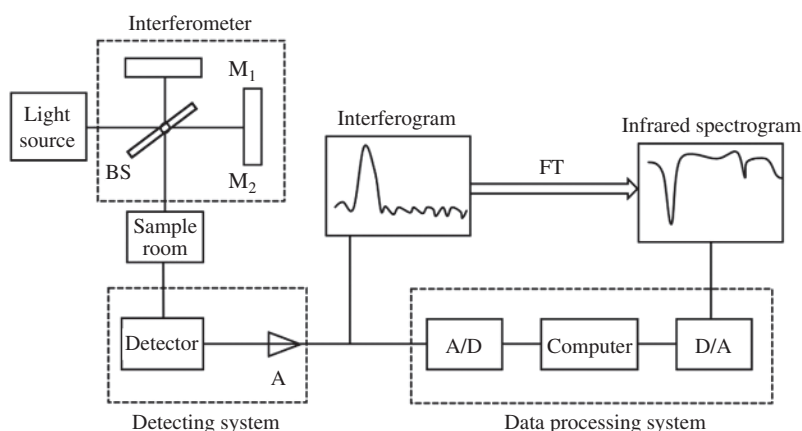 Interferometer
M1
Light
source
BS
M2
Interferogram
Infrared spectrogram
FT
Sample
room
Detector
A
A/D
Computer
D/A
Detecting system
Data processing system